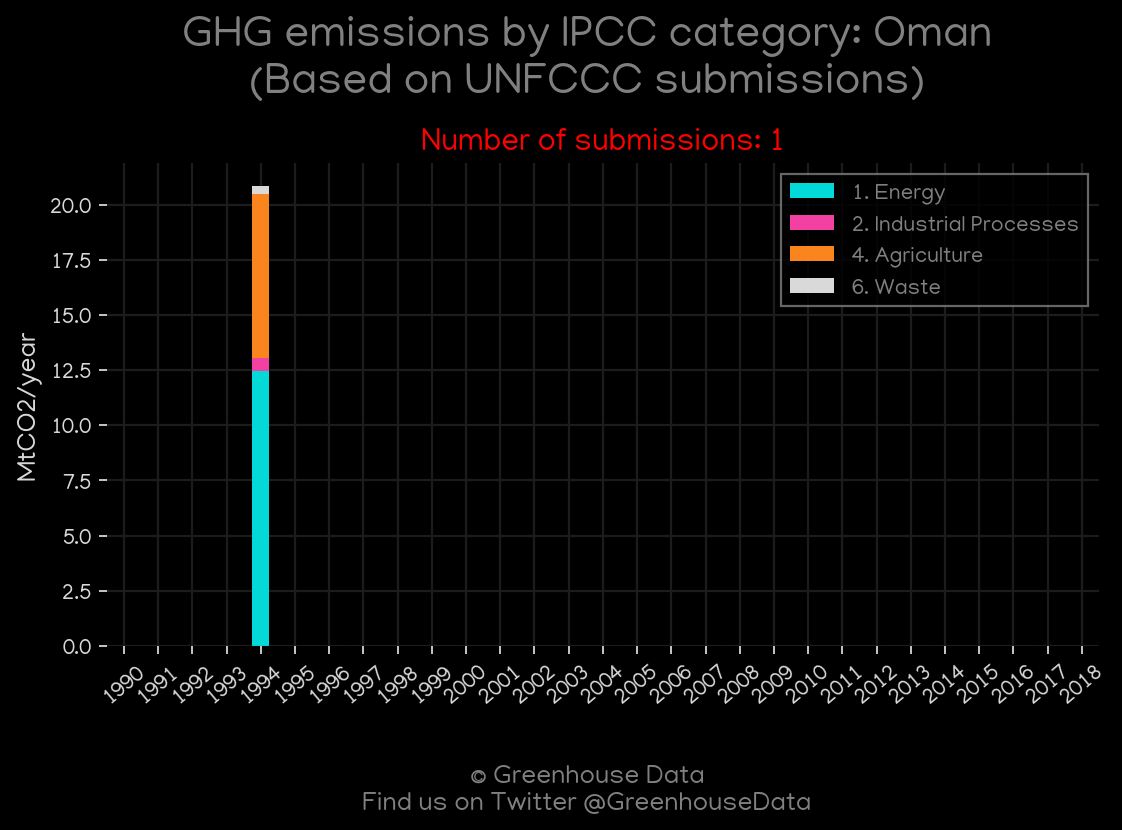 GHG emissions by IPCC category: Oman
(Based on UNFCCC submissions)
Number of submissions: 1
1. Energy
2. Industrial Processes
4. Agriculture
6. Waste
MtCO2/year
20.0
17.5
15.0
12.5
10.0
7.5
5.0
2.5
0.0
1990 1991 1992 1993 1994 1995 1996 1997 1998 1999 2000 2001 2002 2003 2004 2005 2006 2007 2008 2009 2010 2011 2012 2013 2014 2015 2016 2017 2018
© Greenhouse Data
Find us on Twitter @GreenhouseData